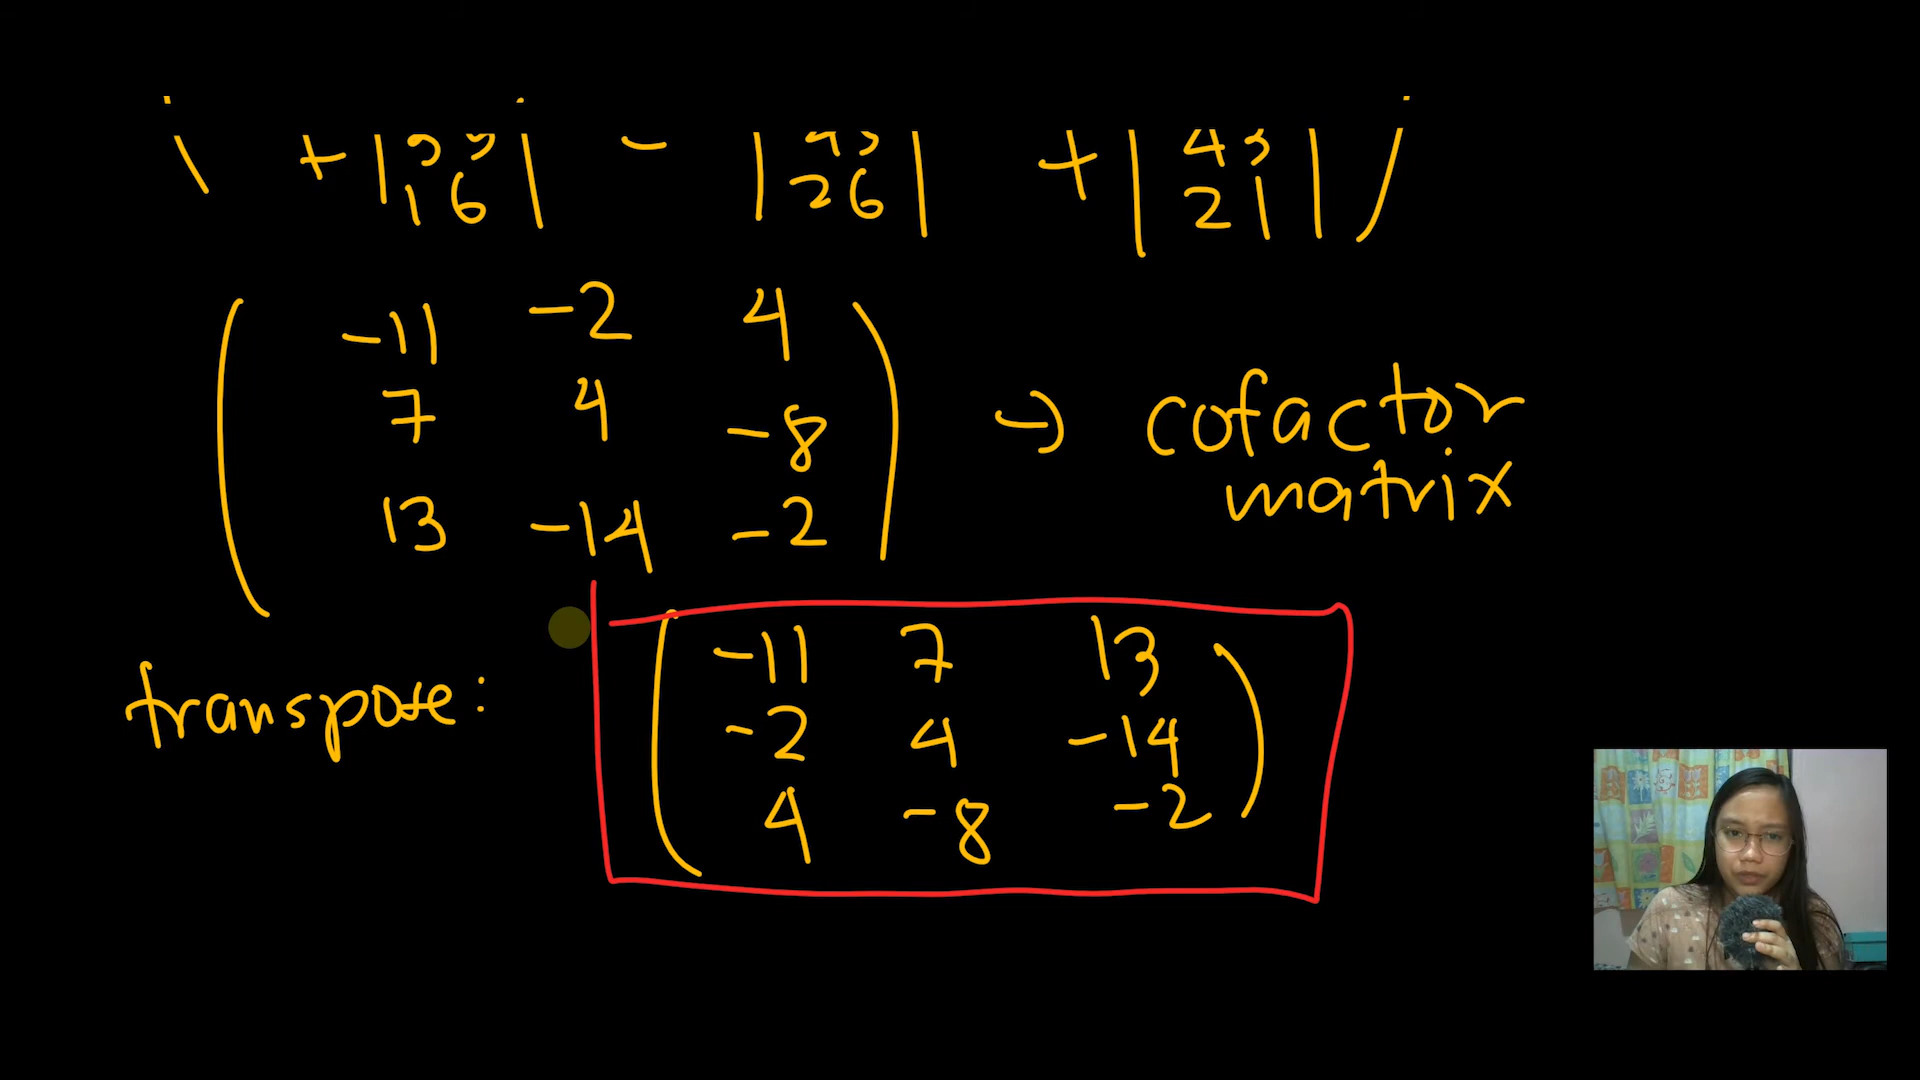 +| | - | | +| 4 3 | )
1 6 2 6 2 1
( -11 -2 4
7 4 -8
13 -14 -2 ) → cofactor
matrix
transpose: ( -11 7 13
-2 4 -14
4 -8 -2 )